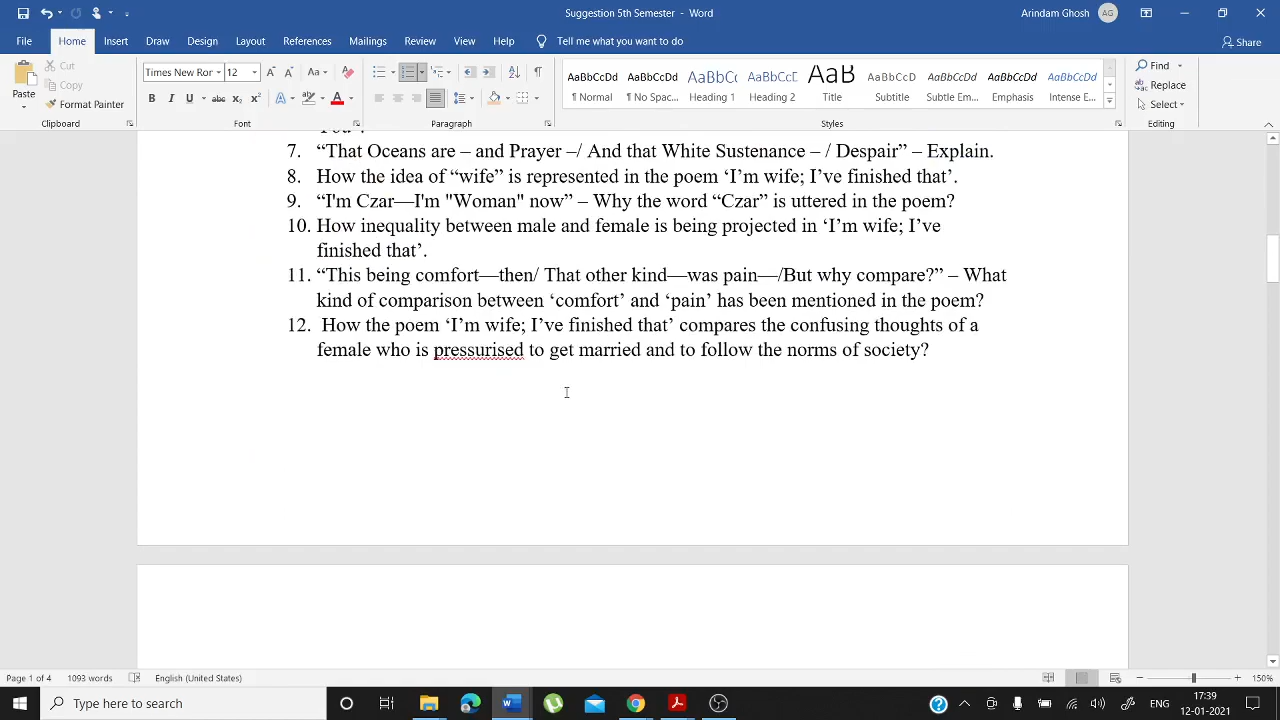 Suggestion 5th Semester - Word
Arindam Ghosh AG
File Home Insert Draw Design Layout References Mailings Review View Help Tell me what you want to do Share
Paste
Cut
Copy
Format Painter
Clipboard
Times New Ror 12
Font
Paragraph
AaBbCcDd AaBbCcDd AaBbCc AaBbCcC AaB AaBbCcD AaBbCcDd AaBbCcDd AaBbCcDd
¶ Normal ¶ No Spac... Heading 1 Heading 2 Title Subtitle Subtle Em... Emphasis Intense E...
Styles
Find
Replace
Select
Editing
7. “That Oceans are – and Prayer –/ And that White Sustenance – / Despair” – Explain.
8. How the idea of “wife” is represented in the poem ‘I’m wife; I’ve finished that’.
9. “I'm Czar—I'm "Woman" now” – Why the word “Czar” is uttered in the poem?
10. How inequality between male and female is being projected in ‘I’m wife; I’ve
finished that’.
11. “This being comfort—then/ That other kind—was pain—/But why compare?” – What
kind of comparison between ‘comfort’ and ‘pain’ has been mentioned in the poem?
12. How the poem ‘I’m wife; I’ve finished that’ compares the confusing thoughts of a
female who is pressurised to get married and to follow the norms of society?
Page 1 of 4 1093 words English (United States) 150%
Type here to search
ENG
17:39
12-01-2021